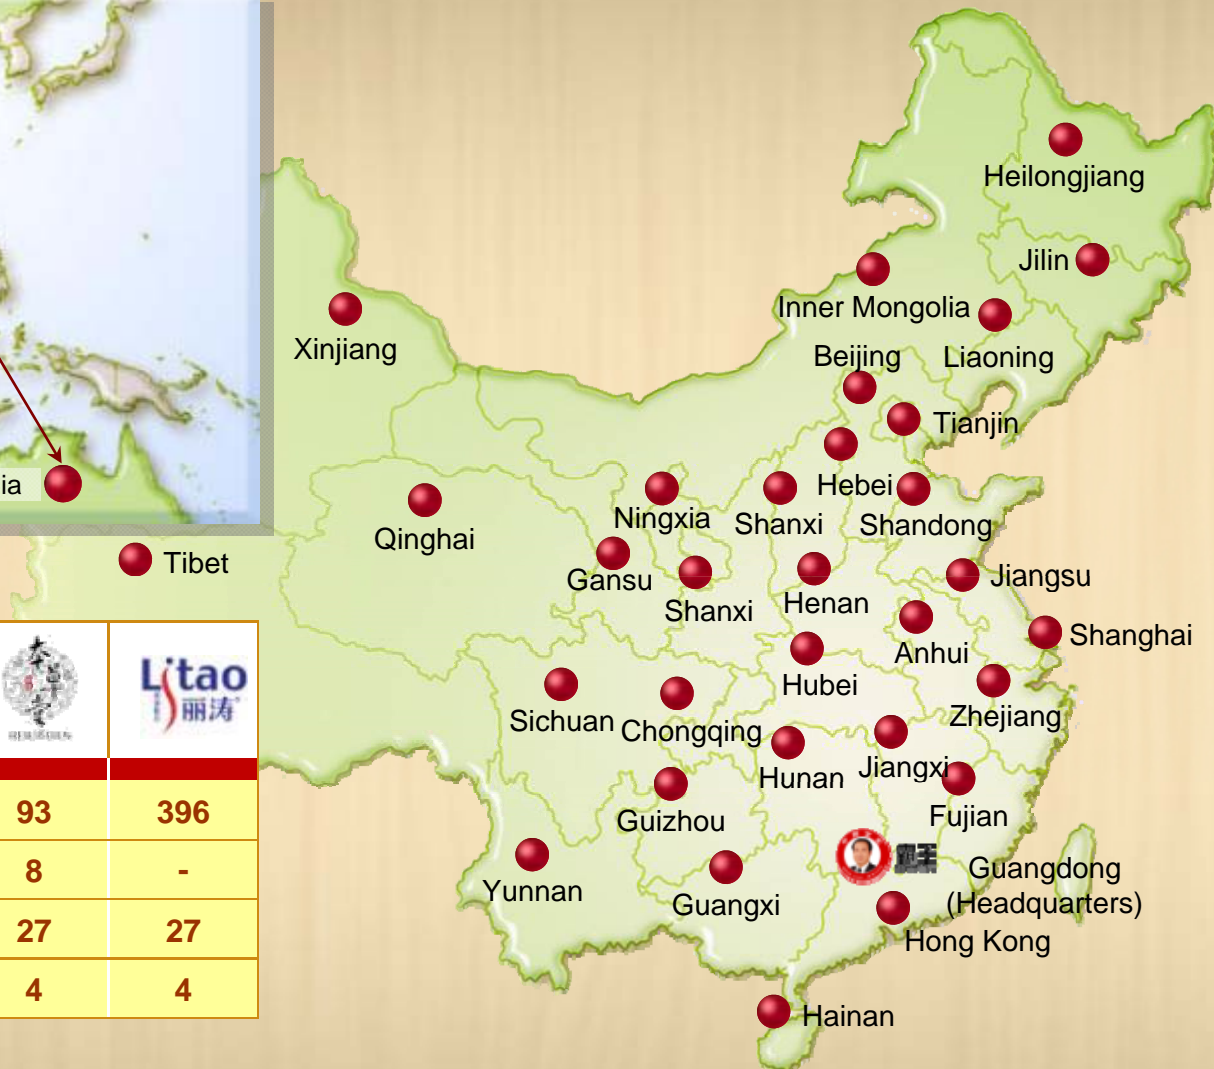 Heilongjiang
Jilin
Inner Mongolia
Xinjiang
Beijing
Liaoning
Tianjin
ia
Hebei
Ningxia
Shanxi
Shandong
Qinghai
Tibet
Gansu
Jiangsu
Shanxi
Henan
Shanghai
Anhui
Litao
丽涛
Hubei
Sichuan
Chongqing
Zhejiang
Hunan
Jiangxi
93
396
Guizhou
Fujian
8
-
Yunnan
Guangxi
Guangdong
(Headquarters)
27
27
Hong Kong
4
4
Hainan